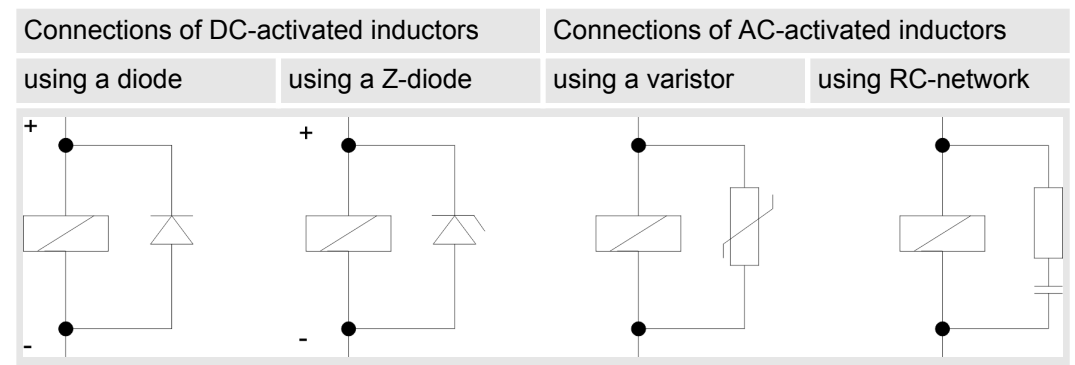 Connections of DC-activated inductors
Connections of AC-activated inductors
using a diode
using a Z-diode
using a varistor
using RC-network
+
+
-
-